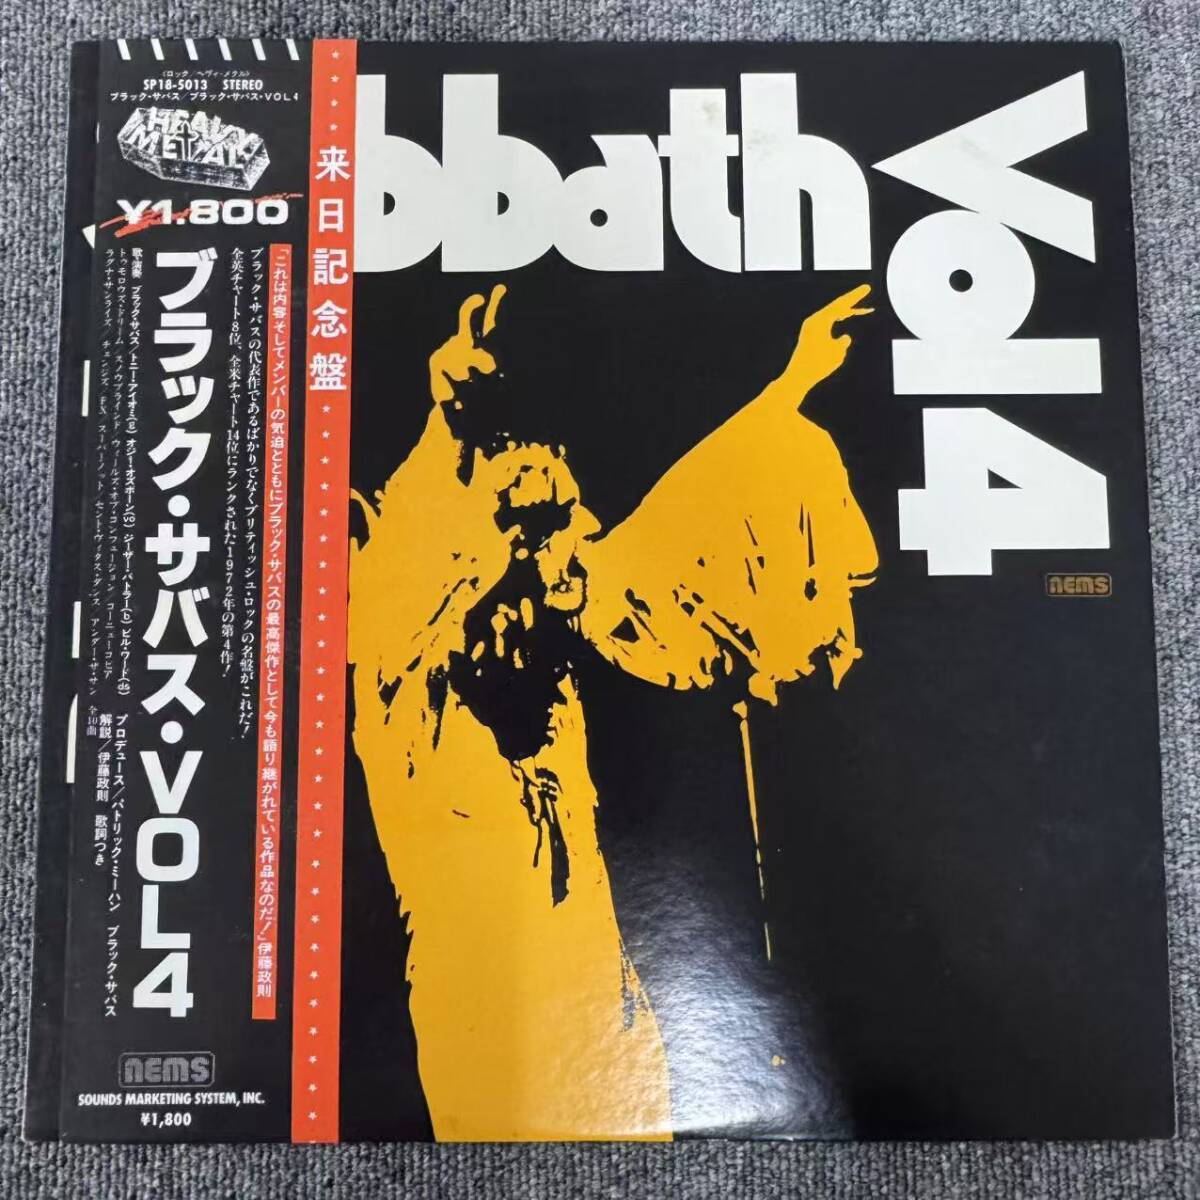 〈ロック／ヘヴィ・メタル〉
SP18-5013 STEREO
ブラック・サバス／ブラック・サバス・VOL4
HEAVY
METAL
¥1.800
ブラック・サバス・VOL4
歌・演奏 ブラック・サバス／トニー・アイオミ(g) オジー・オズボーン(vo) ジーザー・バトラー(b) ビル・ワード(ds)
トゥモロウズ・ドリーム／スノウブラインド／ウィールズ・オブ・コンフュージョン／コーニューコピア
ラグナ・サンライズ／チェンジズ／FX／スーパーノット／セント・ヴィタス・ダンス／アンダー・ザ・サン 全10曲
プロデュース／パトリック・ミーハン ブラック・サバス
解説／伊藤政則 歌詞つき
「これは内容そしてメンバーの気迫とともにブラック・サバスの最高傑作として今も語り継がれている作品なのだ！」伊藤政則
ブラック・サバスの代表作であるばかりでなくブリティッシュ・ロックの名盤がこれだ！
全英チャート8位、全米チャート14位にランクされた1972年の第4作！
来日記念盤
nems
SOUNDS MARKETING SYSTEM, INC.
¥1,800
bbath
Vol 4
nems